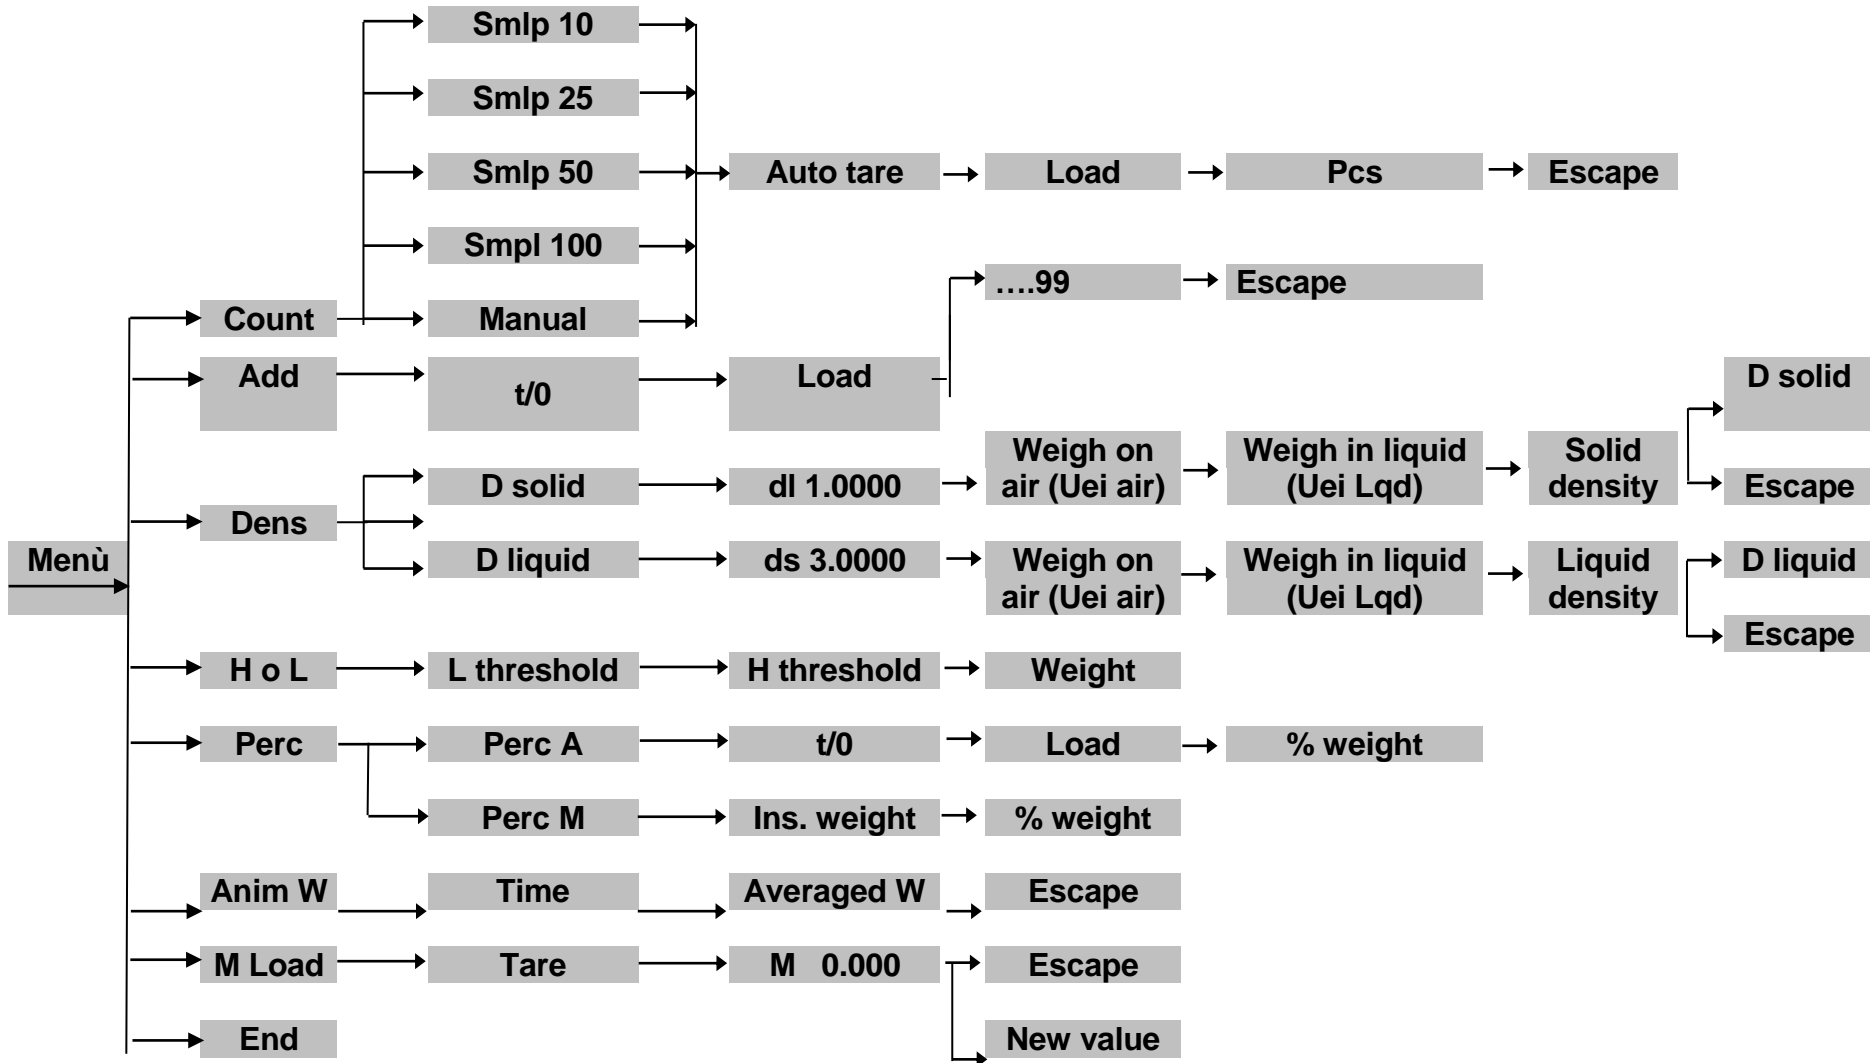 Smlp 10
Smlp 25
Smlp 50 Auto tare Load Pcs Escape
Smpl 100
….99 Escape
Count Manual
Add t/0 Load D solid
Weigh on
air (Uei air)
Weigh in liquid
(Uei Lqd)
Solid
density
D solid dl 1.0000 Escape
Dens
Menù
D liquid ds 3.0000
Weigh on
air (Uei air)
Weigh in liquid
(Uei Lqd)
Liquid
density
D liquid
Escape
H o L L threshold H threshold Weight
Perc Perc A t/0 Load % weight
Perc M Ins. weight % weight
Anim W Time Averaged W Escape
M Load Tare M 0.000 Escape
End New value